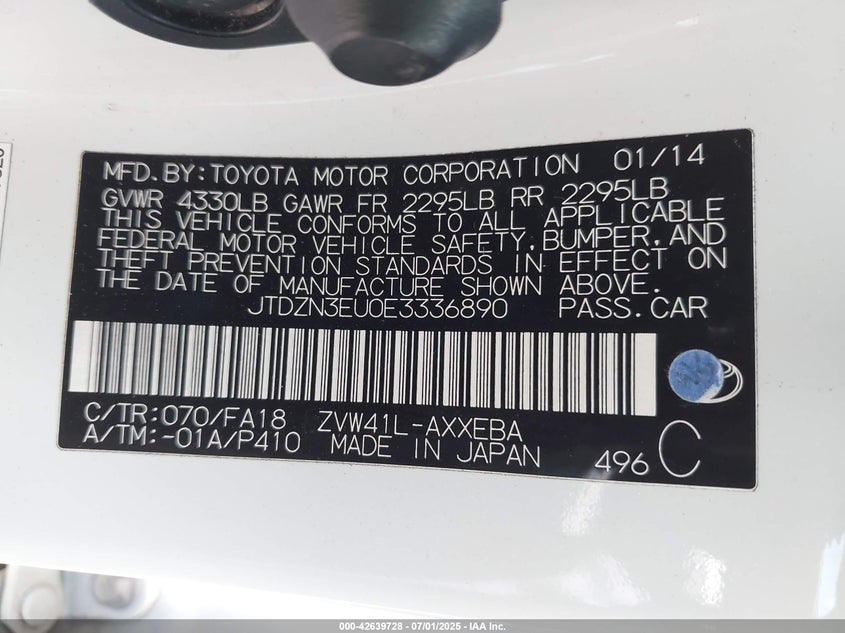 MFD.BY:TOYOTA MOTOR CORPORATION 01/14
GVWR 4330LB GAWR FR 2295LB RR 2295LB
THIS VEHICLE CONFORMS TO ALL APPLICABLE
FEDERAL MOTOR VEHICLE SAFETY,BUMPER,AND
THEFT PREVENTION STANDARDS IN EFFECT ON
THE DATE OF MANUFACTURE SHOWN ABOVE.
JTDZN3EU0E3336890 PASS.CAR
C/TR:070/FA18 ZVW41L-AXXEBA
A/TM:-01A/P410 MADE IN JAPAN
496 C
000-42639728 - 07/01/2025 - IAA Inc.